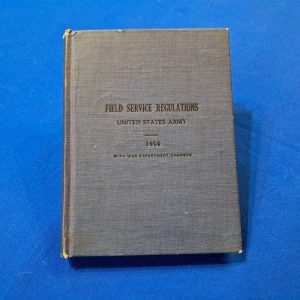 FIELD SERVICE REGULATIONS
UNITED STATES ARMY
1914
WITH WAR DEPARTMENT CHANGES